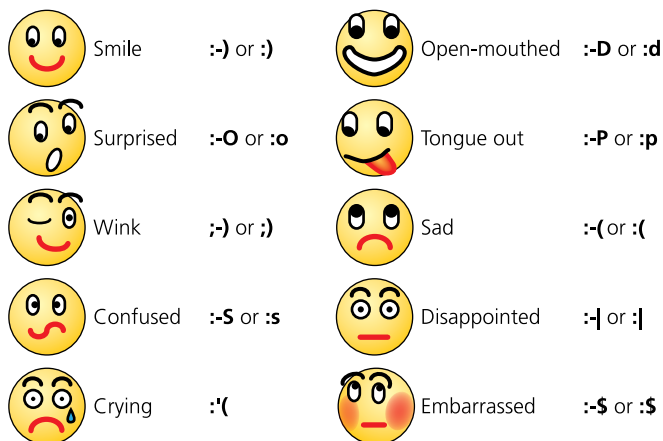 Smile :-) or :)
Open-mouthed :-D or :d
Surprised :-O or :o
Tongue out :-P or :p
Wink ;-) or ;)
Sad :-( or :(
Confused :-S or :s
Disappointed :-| or :|
Crying :'(
Embarrassed :-$ or :$